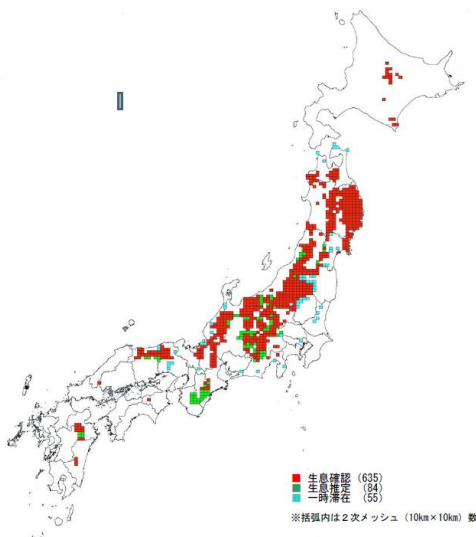 生息確認 (635)
生息推定 (84)
一時滞在 (55)
※括弧内は２次メッシュ（10km×10km）数